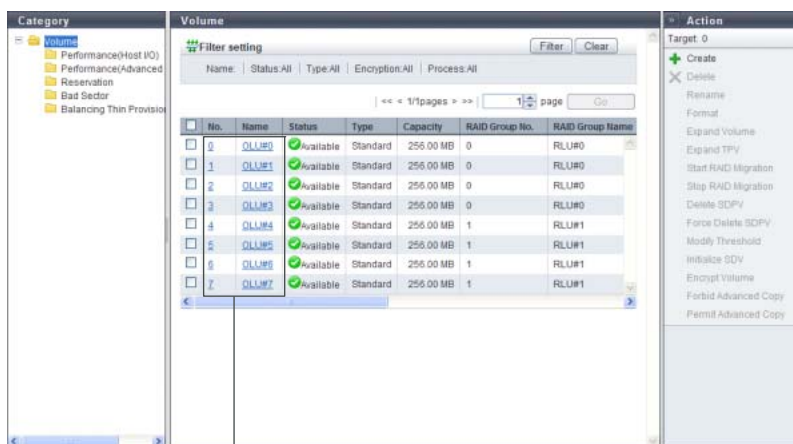 Category
Volume
Performance(Host I/O)
Performance(Advanced
Reservation
Bad Sector
Balancing Thin Provision
Volume
Filter setting
Filter Clear
Name: Status:All Type:All Encryption:All Process:All
<< < 1/1pages > >> 1 page Go
No. Name Status Type Capacity RAID Group No. RAID Group Name
0 OLU#0 Available Standard 256.00 MB 0 RLU#0
1 OLU#1 Available Standard 256.00 MB 0 RLU#0
2 OLU#2 Available Standard 256.00 MB 0 RLU#0
3 OLU#3 Available Standard 256.00 MB 0 RLU#0
4 OLU#4 Available Standard 256.00 MB 1 RLU#1
5 OLU#5 Available Standard 256.00 MB 1 RLU#1
6 OLU#6 Available Standard 256.00 MB 1 RLU#1
7 OLU#7 Available Standard 256.00 MB 1 RLU#1
Action
Target: 0
Create
Delete
Rename
Format
Expand Volume
Expand TPV
Start RAID Migration
Stop RAID Migration
Delete SDPV
Force Delete SDPV
Modify Threshold
Initialize SDV
Encrypt Volume
Forbid Advanced Copy
Permit Advanced Copy